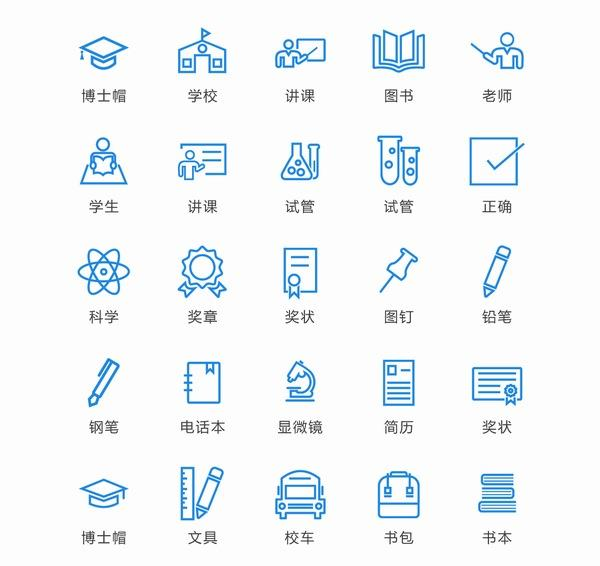 博士帽 学校 讲课 图书 老师
学生 讲课 试管 试管 正确
科学 奖章 奖状 图钉 铅笔
钢笔 电话本 显微镜 简历 奖状
博士帽 文具 校车 书包 书本